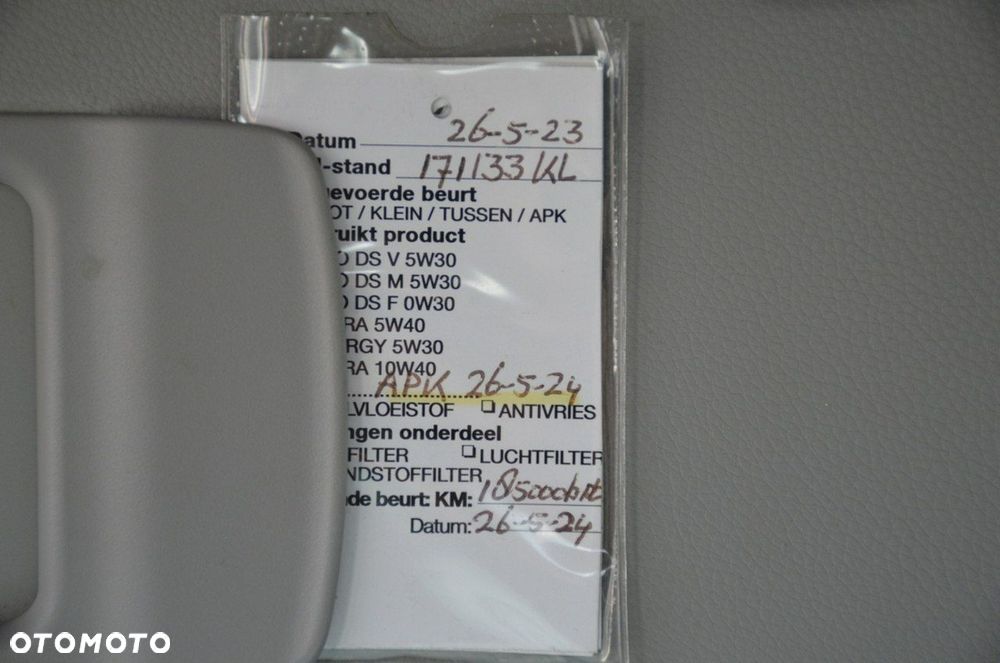 Datum 26-5-23
-stand 171133 KL
gevoerde beurt
OT / KLEIN / TUSSEN / APK
ruikt product
O DS V 5W30
O DS M 5W30
O DS F 0W30
RA 5W40
RGY 5W30
RA 10W40
APK 26-5-24
LVLOEISTOF ANTIVRIES
ngen onderdeel
FILTER LUCHTFILTER
NDSTOFFILTER
nde beurt: KM: 185000
Datum: 26-5-24
OTOMOTO